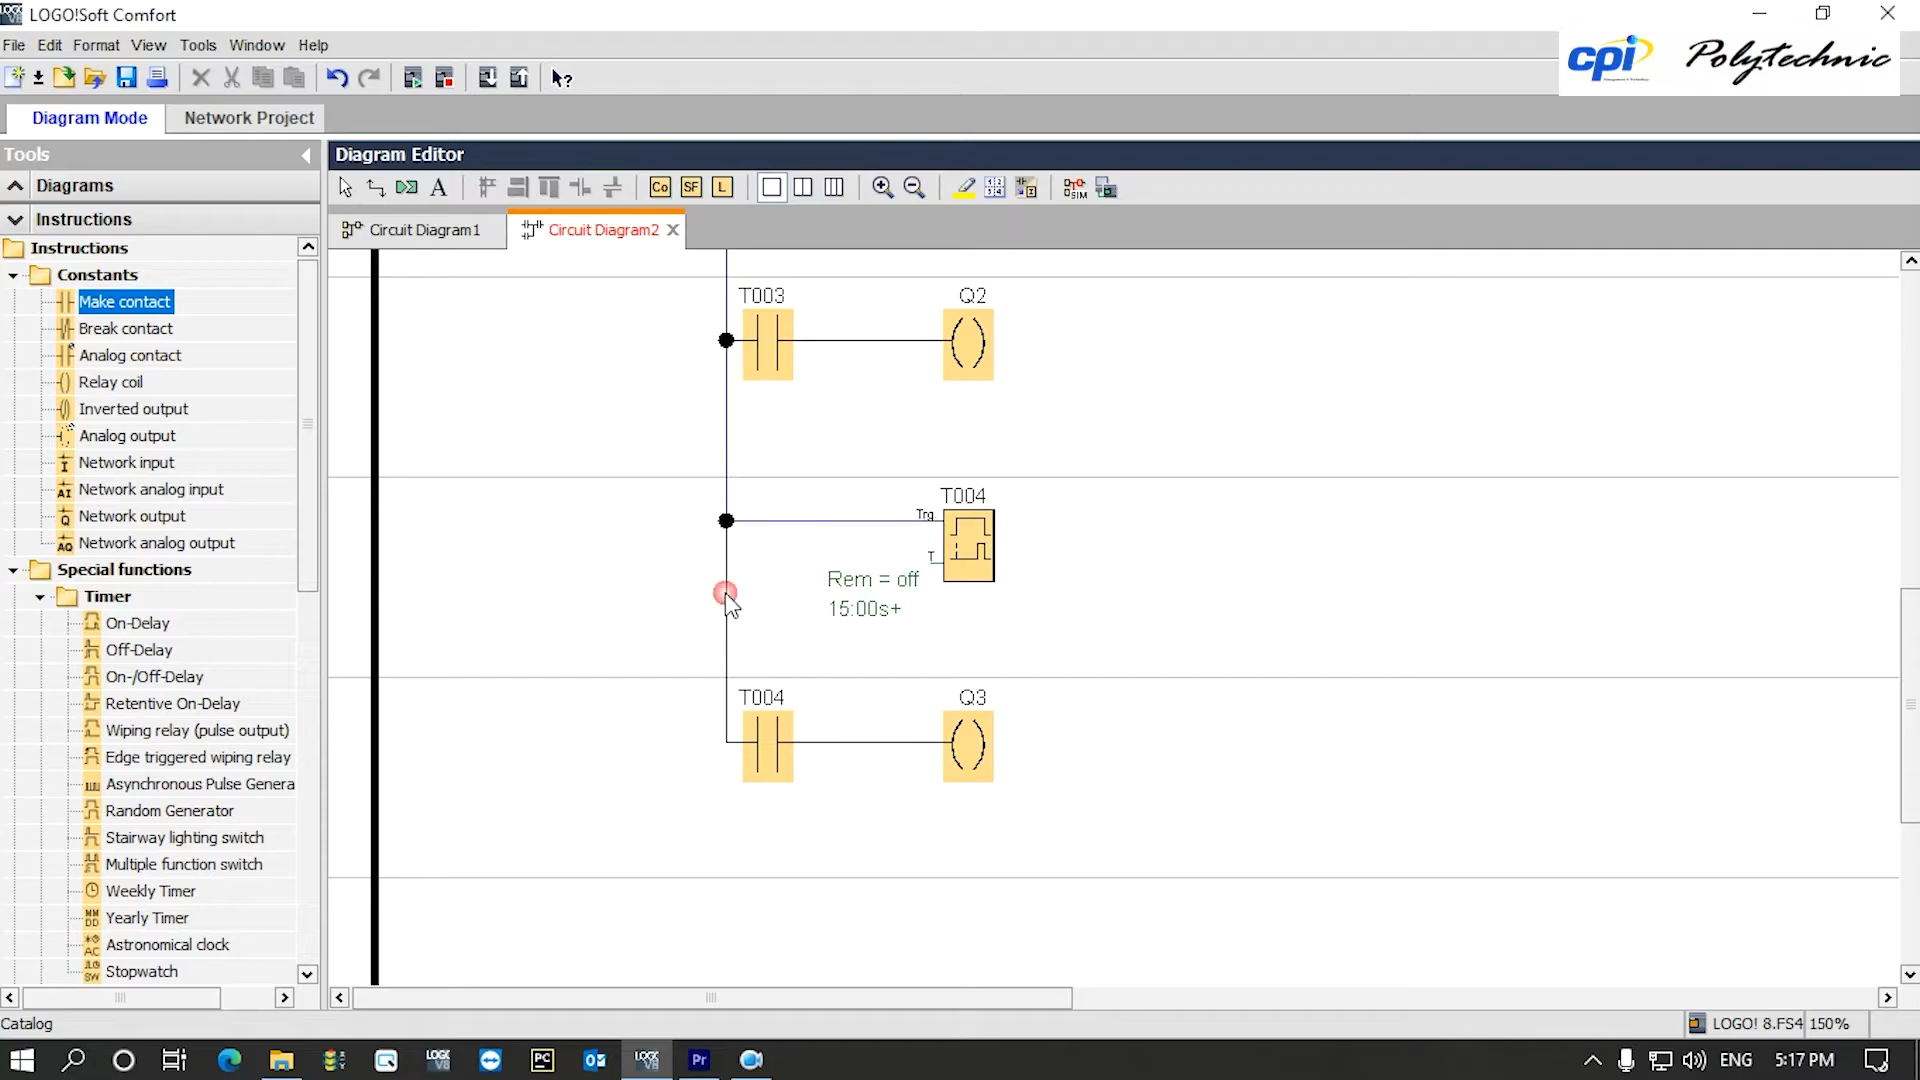 LOGO!Soft Comfort
File Edit Format View Tools Window Help
cpi Polytechnic
Diagram Mode Network Project
Tools
Diagram Editor
Diagrams
A Co SF L
Instructions
Circuit Diagram1 Circuit Diagram2
Instructions
Constants
Make contact
Break contact
Analog contact
Relay coil
Inverted output
Analog output
Network input
Network analog input
Network output
Network analog output
Special functions
Timer
On-Delay
Off-Delay
On-/Off-Delay
Retentive On-Delay
Wiping relay (pulse output)
Edge triggered wiping relay
Asynchronous Pulse Genera
Random Generator
Stairway lighting switch
Multiple function switch
Weekly Timer
Yearly Timer
Astronomical clock
Stopwatch
T003 Q2
T004
Trg
T
Rem = off
15:00s+
T004 Q3
Catalog
LOGO! 8.FS4 150%
ENG 5:17 PM